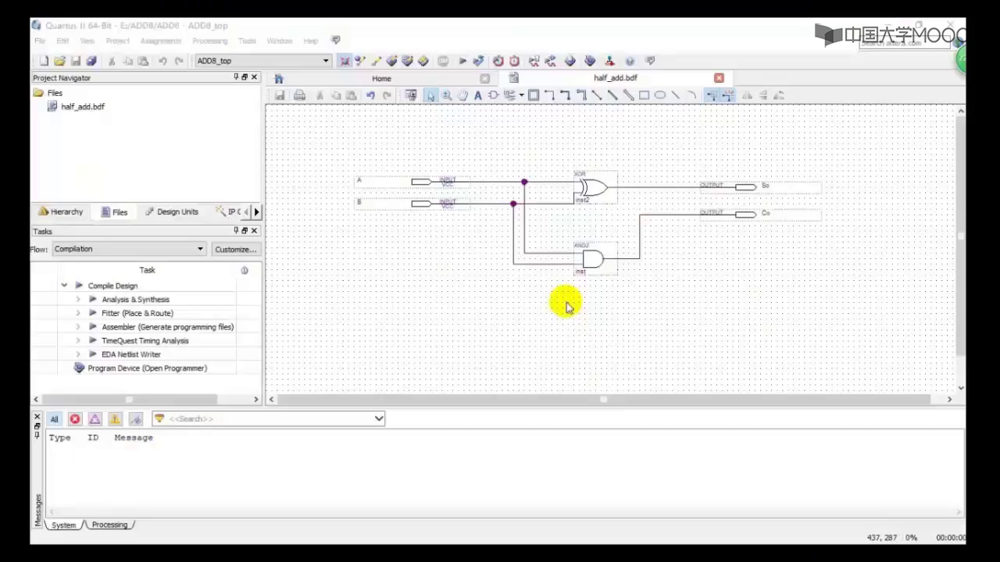 Quartus II 64-Bit - E:/ADD8/ADD8 - ADD8_top
File Edit View Project Assignments Processing Tools Window Help
中国大学MOOC
Search altera.com
ADD8_top
Project Navigator
Home
half_add.bdf
Files
half_add.bdf
A
INPUT
VCC
XOR
inst2
OUTPUT
So
B
INPUT
VCC
OUTPUT
Co
AND2
inst
Hierarchy Files Design Units IP C
Tasks
Flow: Compilation Customize...
Task
Compile Design
Analysis & Synthesis
Fitter (Place & Route)
Assembler (Generate programming files)
TimeQuest Timing Analysis
EDA Netlist Writer
Program Device (Open Programmer)
All <<Search>>
Type ID Message
Messages
System Processing
437, 287 0% 00:00:00